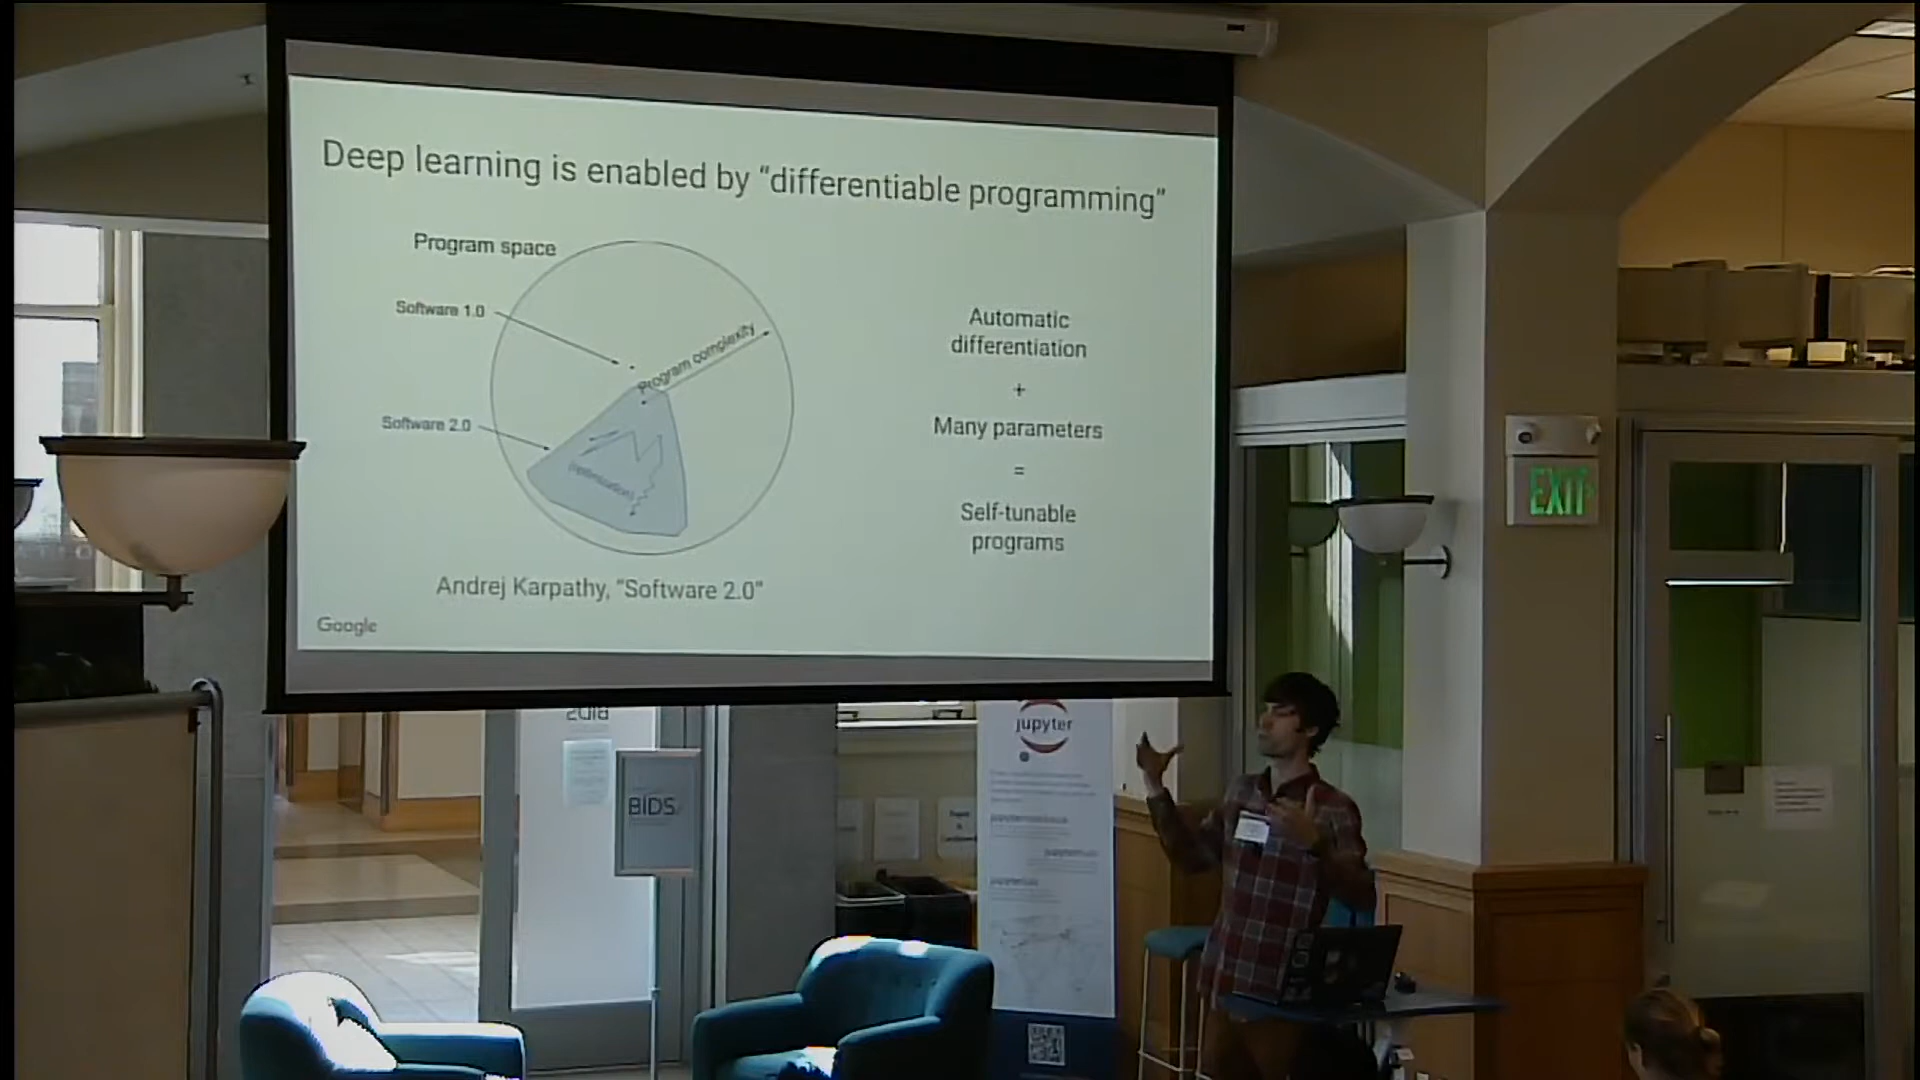 Deep learning is enabled by “differentiable programming”
Program space
Software 1.0
Program complexity
Software 2.0
(optimization)
Andrej Karpathy, “Software 2.0”
Google
Automatic
differentiation
+
Many parameters
=
Self-tunable
programs
EXIT
jupyter
BIDS